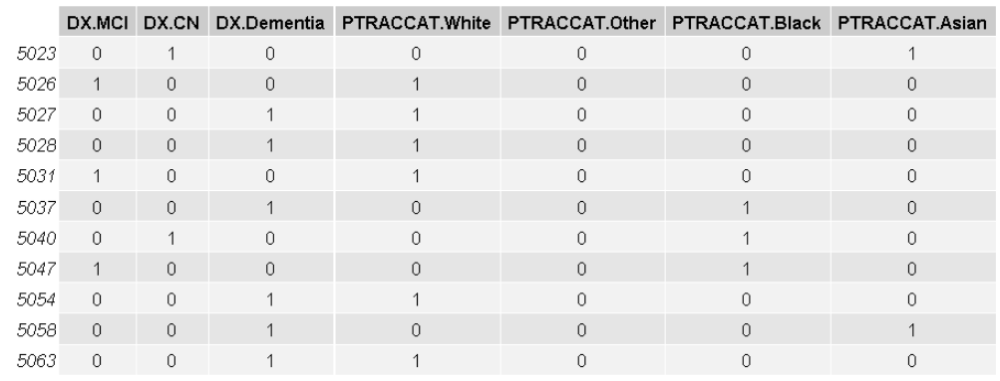 DX.MCI DX.CN DX.Dementia PTRACCAT.White PTRACCAT.Other PTRACCAT.Black PTRACCAT.Asian
5023 0 1 0 0 0 0 1
5026 1 0 0 1 0 0 0
5027 0 0 1 1 0 0 0
5028 0 0 1 1 0 0 0
5031 1 0 0 1 0 0 0
5037 0 0 1 0 0 1 0
5040 0 1 0 0 0 1 0
5047 1 0 0 0 0 1 0
5054 0 0 1 1 0 0 0
5058 0 0 1 0 0 0 1
5063 0 0 1 1 0 0 0